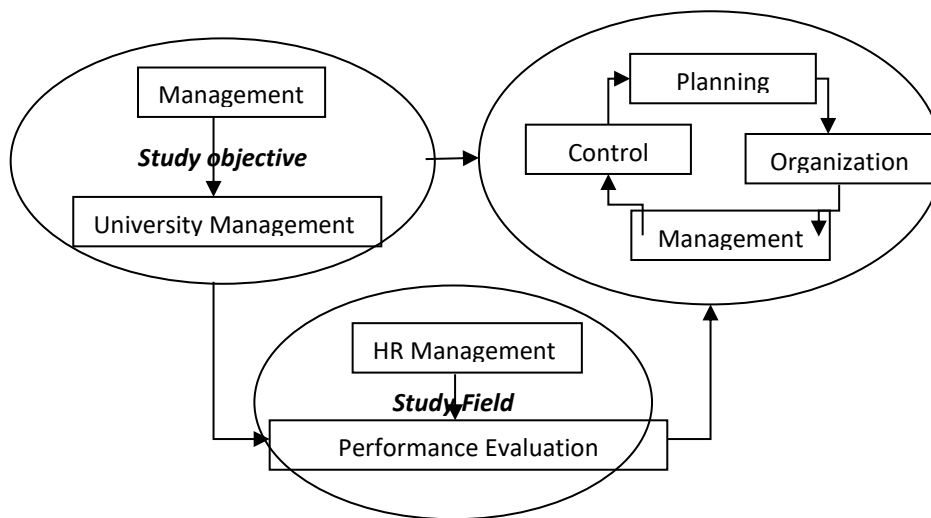 Management
Study objective
University Management
Planning
Control
Organization
Management
HR Management
Study Field
Performance Evaluation